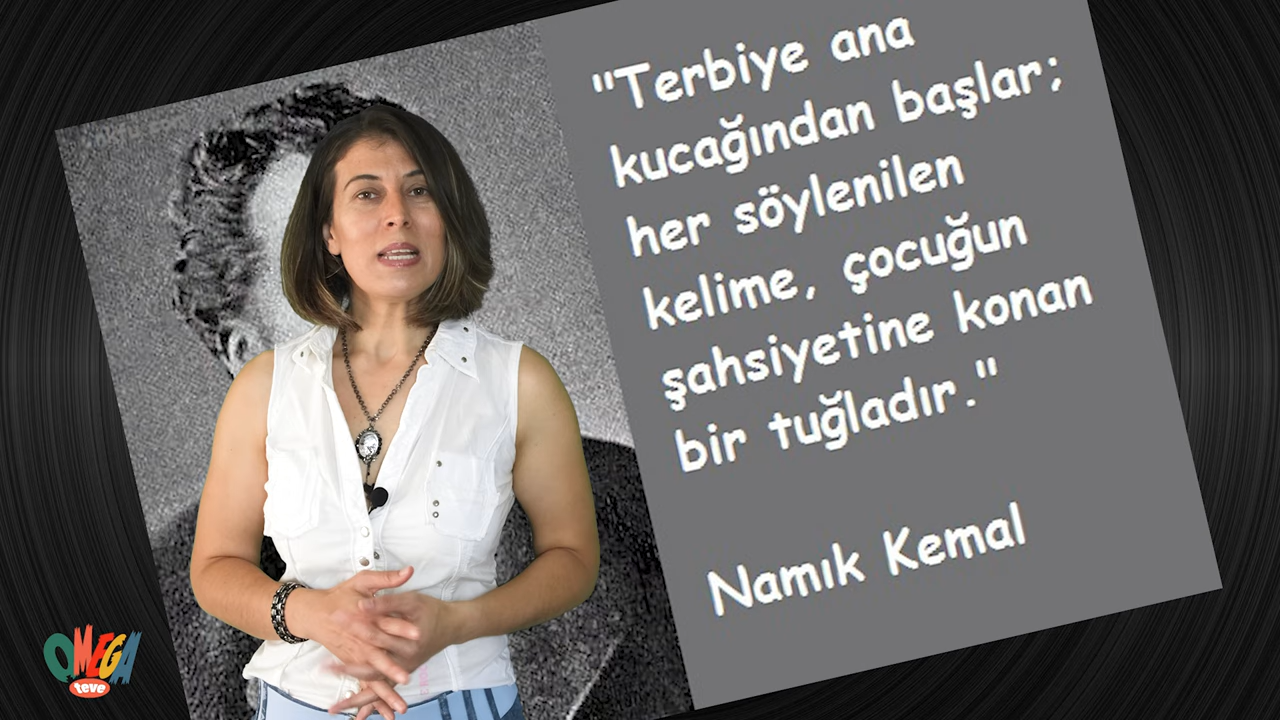 "Terbiye ana
kucağından başlar;
her söylenilen
kelime, çocuğun
şahsiyetine konan
bir tuğladır."
Namık Kemal
OMEGA
teve